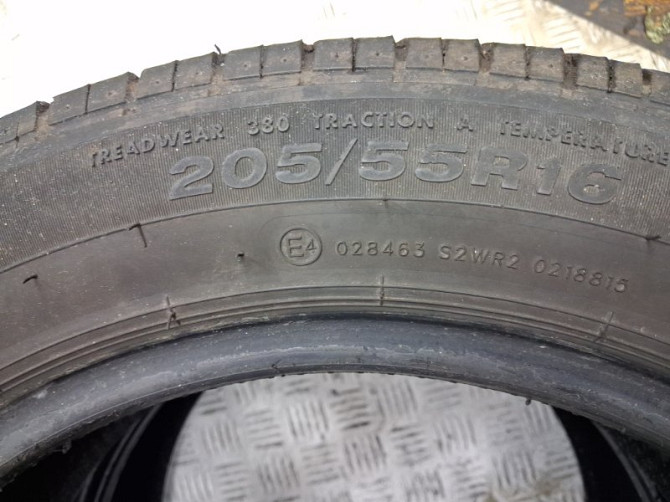 TREADWEAR 380 TRACTION A TEMPERATURE
205/55R16
E4 028463 S2WR2 0218815